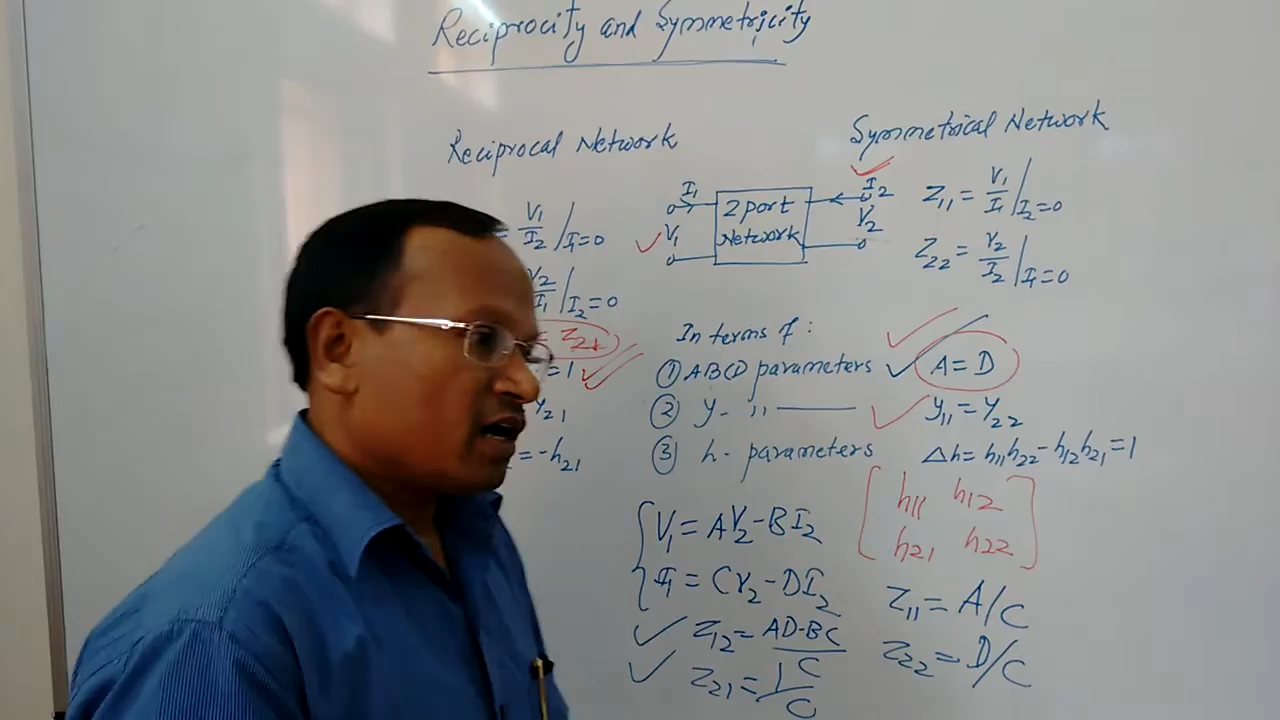 Reciprocity and Symmetricity
Reciprocal Network
Symmetrical Network
= V1/I2 | I1=0
V2/I1 | I2=0
= Z21
=1
Y21
= -h21
I1
V1
2 port
Network
I2
V2
Z11 = V1/I1 | I2=0
Z22 = V2/I2 | I1=0
In terms of :
① ABCD parameters A = D
② y- " y11 = y22
③ h- parameters Δh = h11h22 - h12h21 = 1
h11 h12
h21 h22
V1 = AV2 - BI2
I1 = CV2 - DI2
Z12 = AD-BC/C
Z21 = 1/C
Z11 = A/C
Z22 = D/C